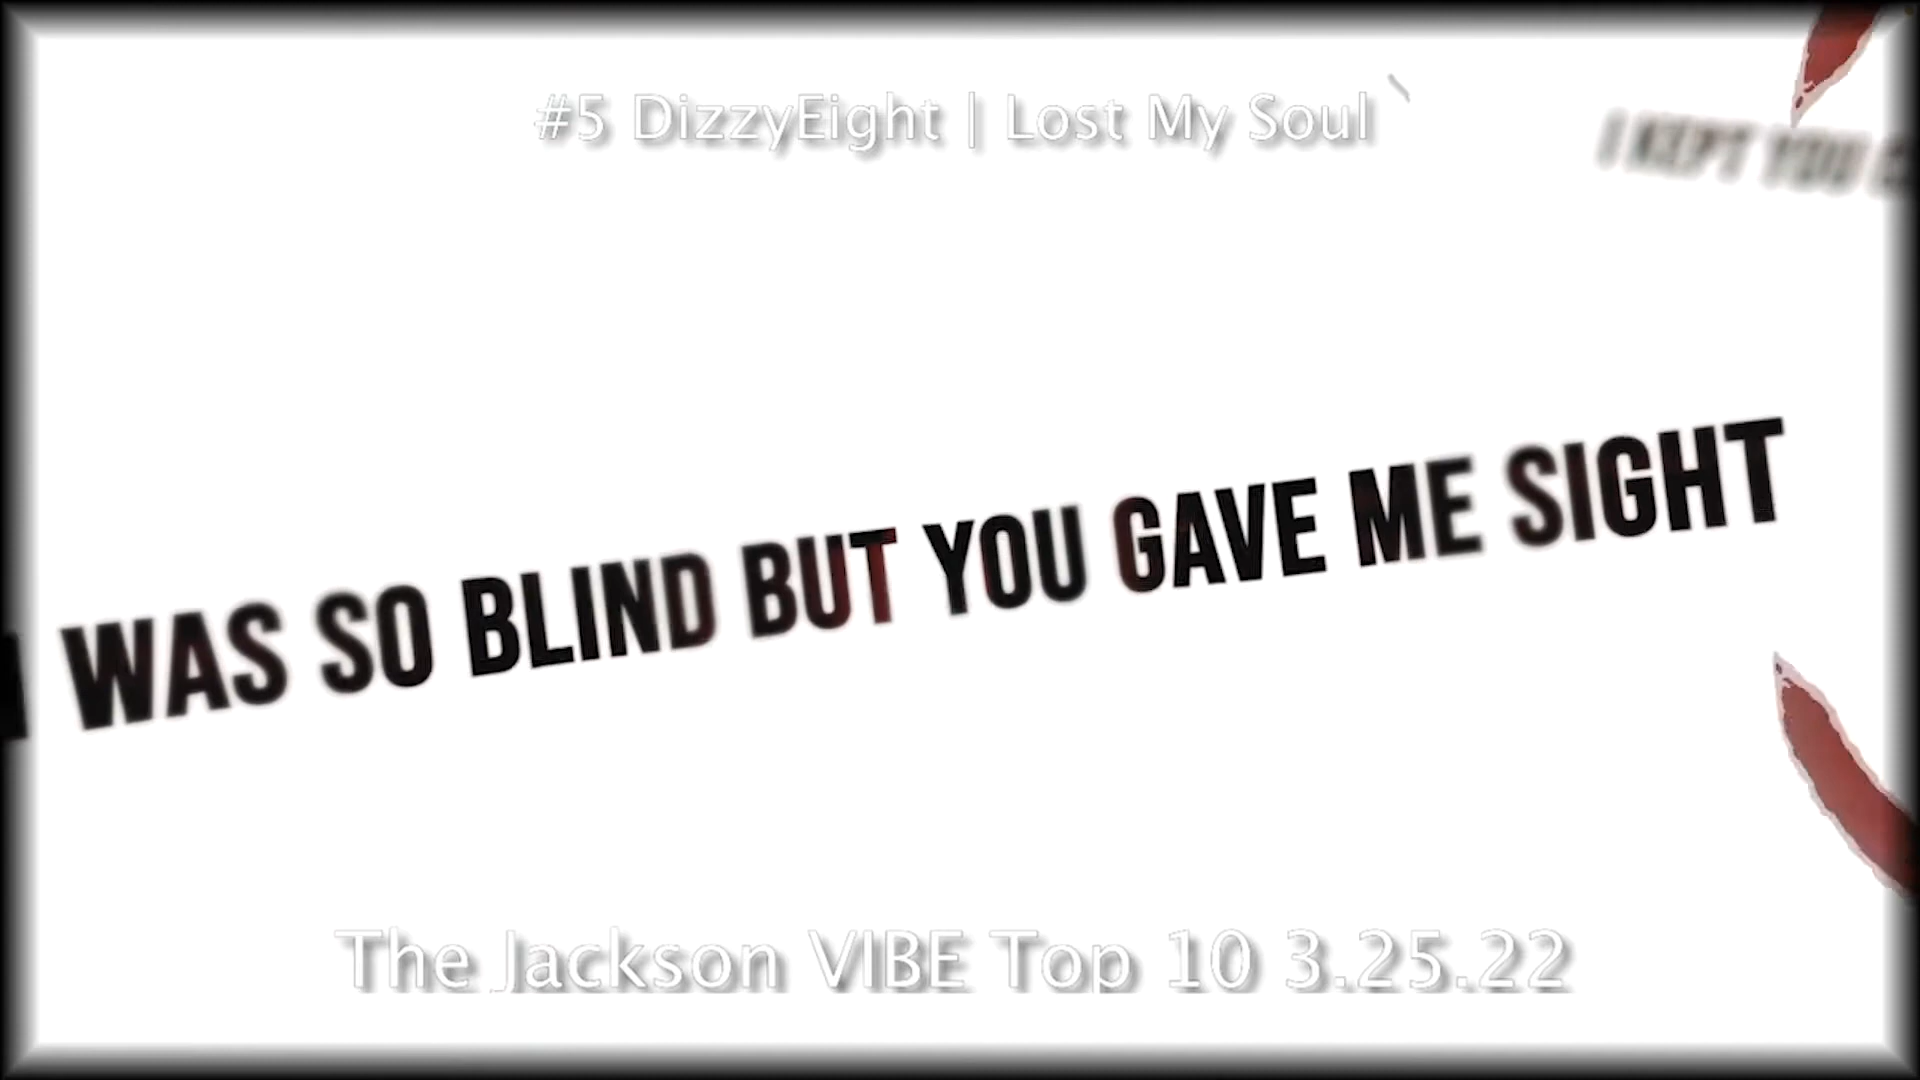 #5 DizzyEight | Lost My Soul `
I KEPT YOU
WAS SO BLIND BUT YOU GAVE ME SIGHT
The Jackson VIBE Top 10 3.25.22